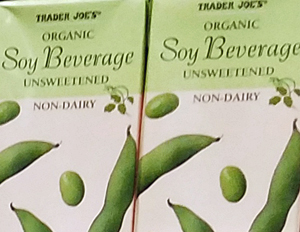 TRADER JOE'S
ORGANIC
Soy Beverage
UNSWEETENED
NON-DAIRY
TRADER JOE'S
ORGANIC
Soy Beverage
UNSWEETENED
NON-DAIRY